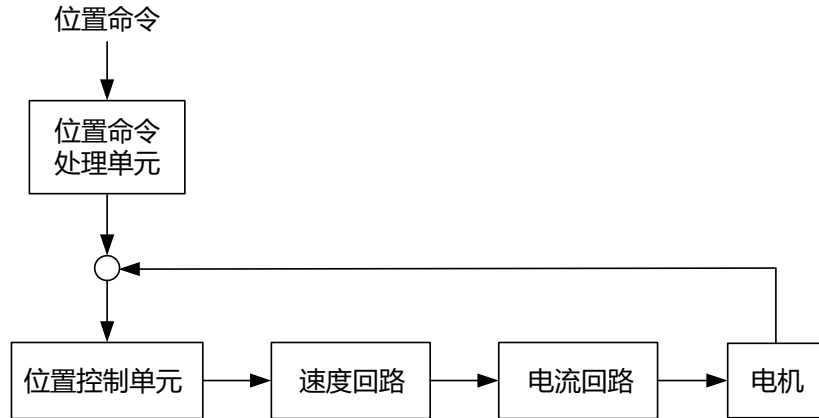 位置命令
位置命令
处理单元
位置控制单元
速度回路
电流回路
电机